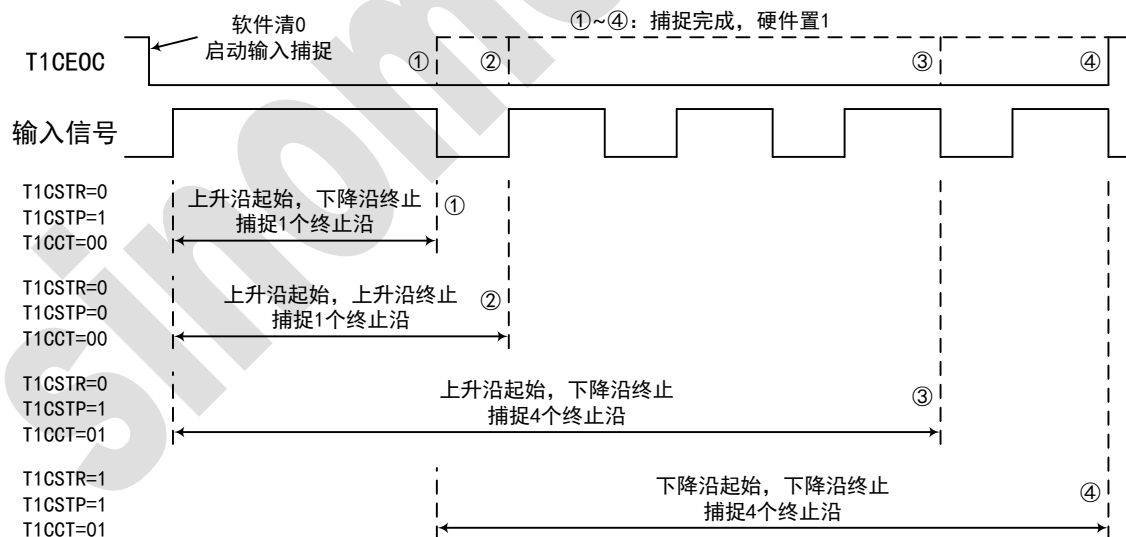 软件清0
启动输入捕捉
①~④：捕捉完成，硬件置1
T1CEOC
①
②
③
④
输入信号
T1CSTR=0
T1CSTP=1
T1CCT=00
上升沿起始，下降沿终止
捕捉1个终止沿
①
T1CSTR=0
T1CSTP=0
T1CCT=00
上升沿起始，上升沿终止
捕捉1个终止沿
②
T1CSTR=0
T1CSTP=1
T1CCT=01
上升沿起始，下降沿终止
捕捉4个终止沿
③
T1CSTR=1
T1CSTP=1
T1CCT=01
下降沿起始，下降沿终止
捕捉4个终止沿
④
sinom